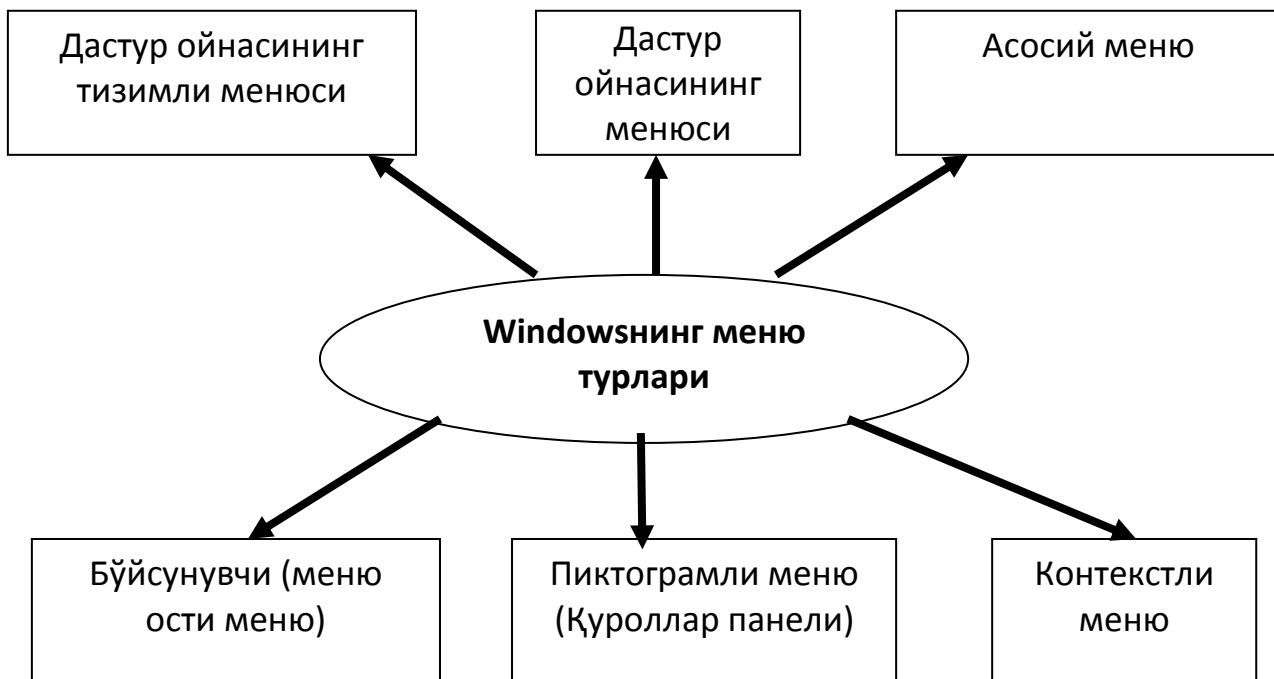 Дастур ойнасининг
тизимли менюси
Дастур
ойнасининг
менюси
Асосий меню
Windowsнинг меню
турлари
Бўйсунувчи (меню
ости меню)
Пиктограмли меню
(Қуроллар панели)
Контекстли
меню